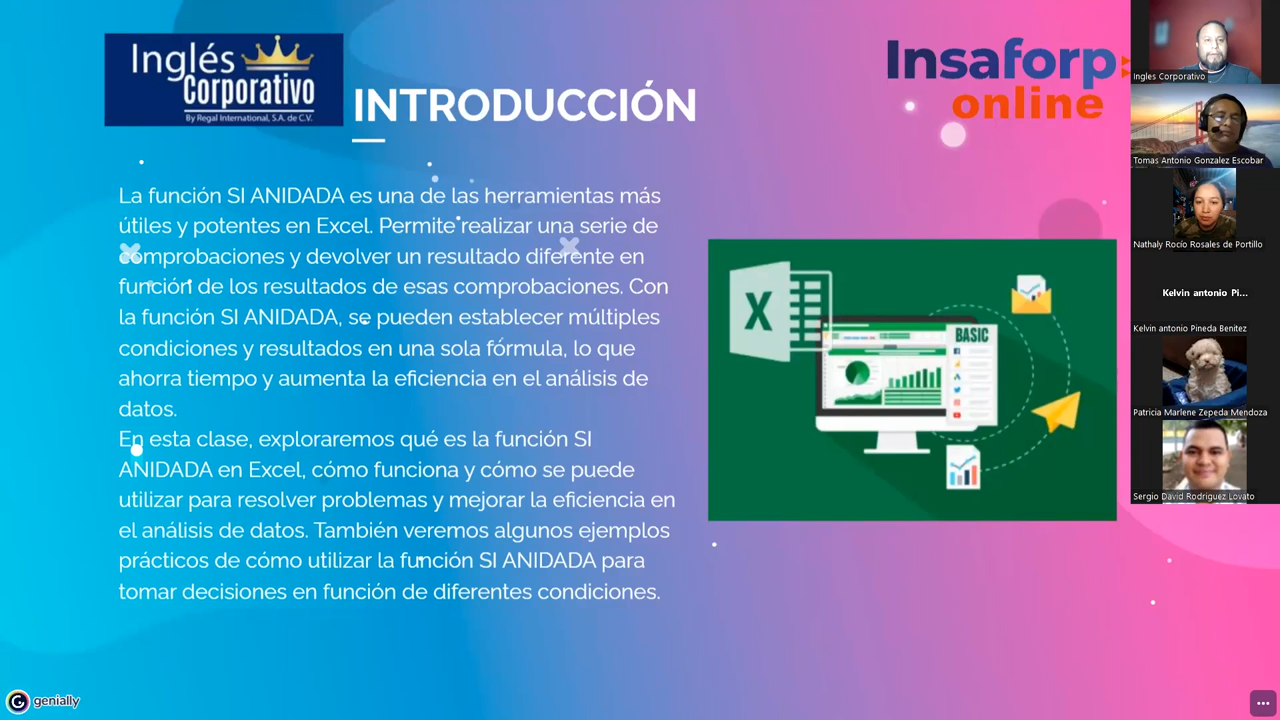 Inglés
Corporativo
By Regal International, S.A. de C.V.
INTRODUCCIÓN
Insaforp
online
La función SI ANIDADA es una de las herramientas más
útiles y potentes en Excel. Permite realizar una serie de
comprobaciones y devolver un resultado diferente en
función de los resultados de esas comprobaciones. Con
la función SI ANIDADA, se pueden establecer múltiples
condiciones y resultados en una sola fórmula, lo que
ahorra tiempo y aumenta la eficiencia en el análisis de
datos.
En esta clase, exploraremos qué es la función SI
ANIDADA en Excel, cómo funciona y cómo se puede
utilizar para resolver problemas y mejorar la eficiencia en
el análisis de datos. También veremos algunos ejemplos
prácticos de cómo utilizar la función SI ANIDADA para
tomar decisiones en función de diferentes condiciones.
X
BASIC
Ingles Corporativo
Tomas Antonio Gonzalez Escobar
Nathaly Rocío Rosales de Portillo
Kelvin antonio Pi...
Kelvin antonio Pineda Benitez
Patricia Marlene Zepeda Mendoza
Sergio David Rodriguez Lovato
genially